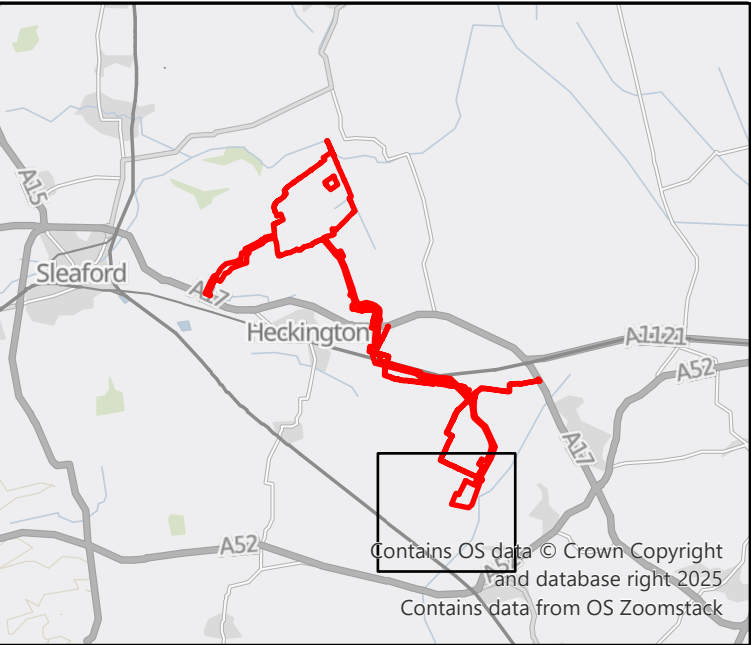 A15
Sleaford
A17
Heckington
A1121
A52
A17
A52
A52
Contains OS data © Crown Copyright
and database right 2025
Contains data from OS Zoomstack